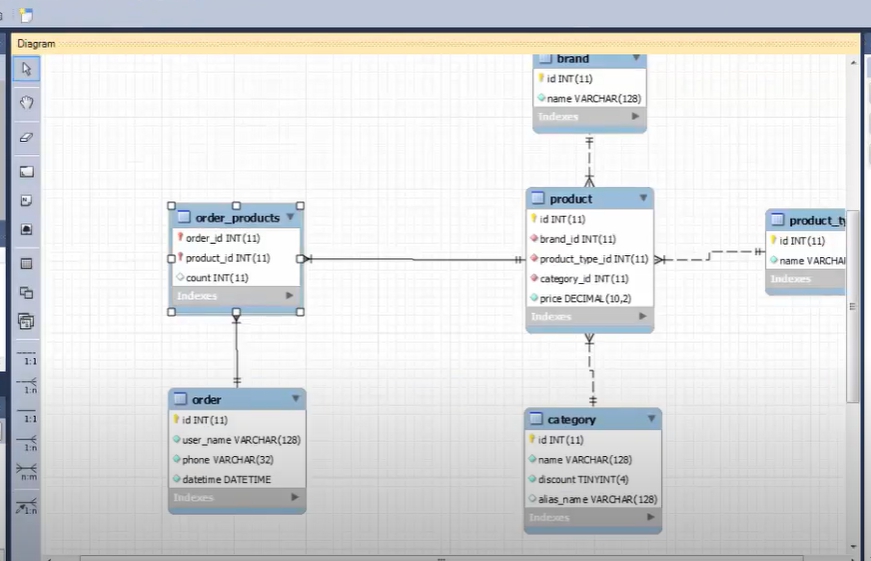 Diagram
brand
id INT(11)
name VARCHAR(128)
Indexes
order_products
order_id INT(11)
product_id INT(11)
count INT(11)
Indexes
product
id INT(11)
brand_id INT(11)
product_type_id INT(11)
category_id INT(11)
price DECIMAL(10,2)
Indexes
product_ty
id INT(11)
name VARCHA
Indexes
order
id INT(11)
user_name VARCHAR(128)
phone VARCHAR(32)
datetime DATETIME
Indexes
category
id INT(11)
name VARCHAR(128)
discount TINYINT(4)
alias_name VARCHAR(128)
Indexes
1:1
1:n
1:1
1:n
n:m
1:n